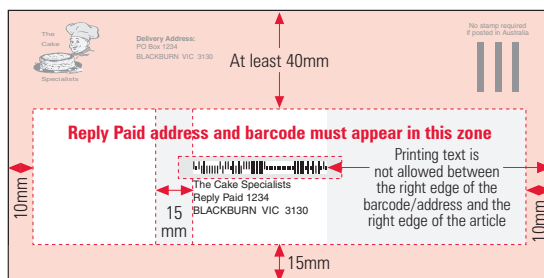 The
Cake
Specialists
Delivery Address:
PO Box 1234
BLACKBURN VIC 3130
No stamp required
if posted in Australia
At least 40mm
Reply Paid address and barcode must appear in this zone
The Cake Specialists
Reply Paid 1234
BLACKBURN VIC 3130
Printing text is
not allowed between
the right edge of the
barcode/address and the
right edge of the article
10mm
15
mm
10mm
15mm